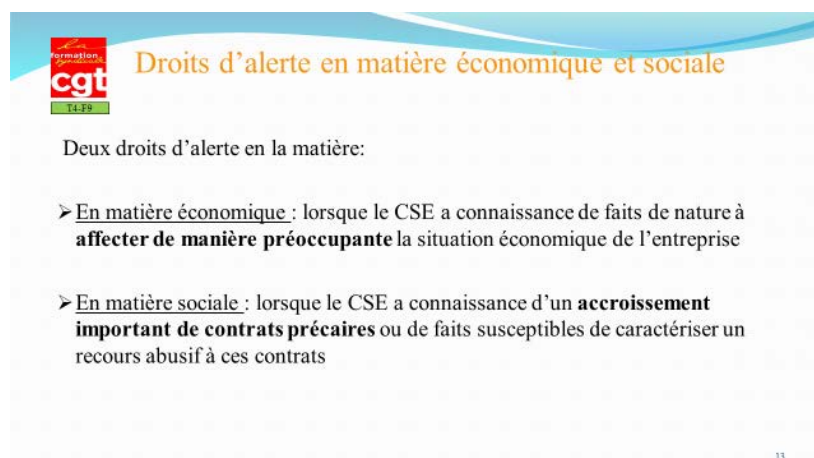 la
formation
syndicale
cgt
T4-F9
Droits d’alerte en matière économique et sociale
Deux droits d’alerte en la matière:
➢En matière économique : lorsque le CSE a connaissance de faits de nature à
affecter de manière préoccupante la situation économique de l’entreprise
➢En matière sociale : lorsque le CSE a connaissance d’un accroissement
important de contrats précaires ou de faits susceptibles de caractériser un
recours abusif à ces contrats
13